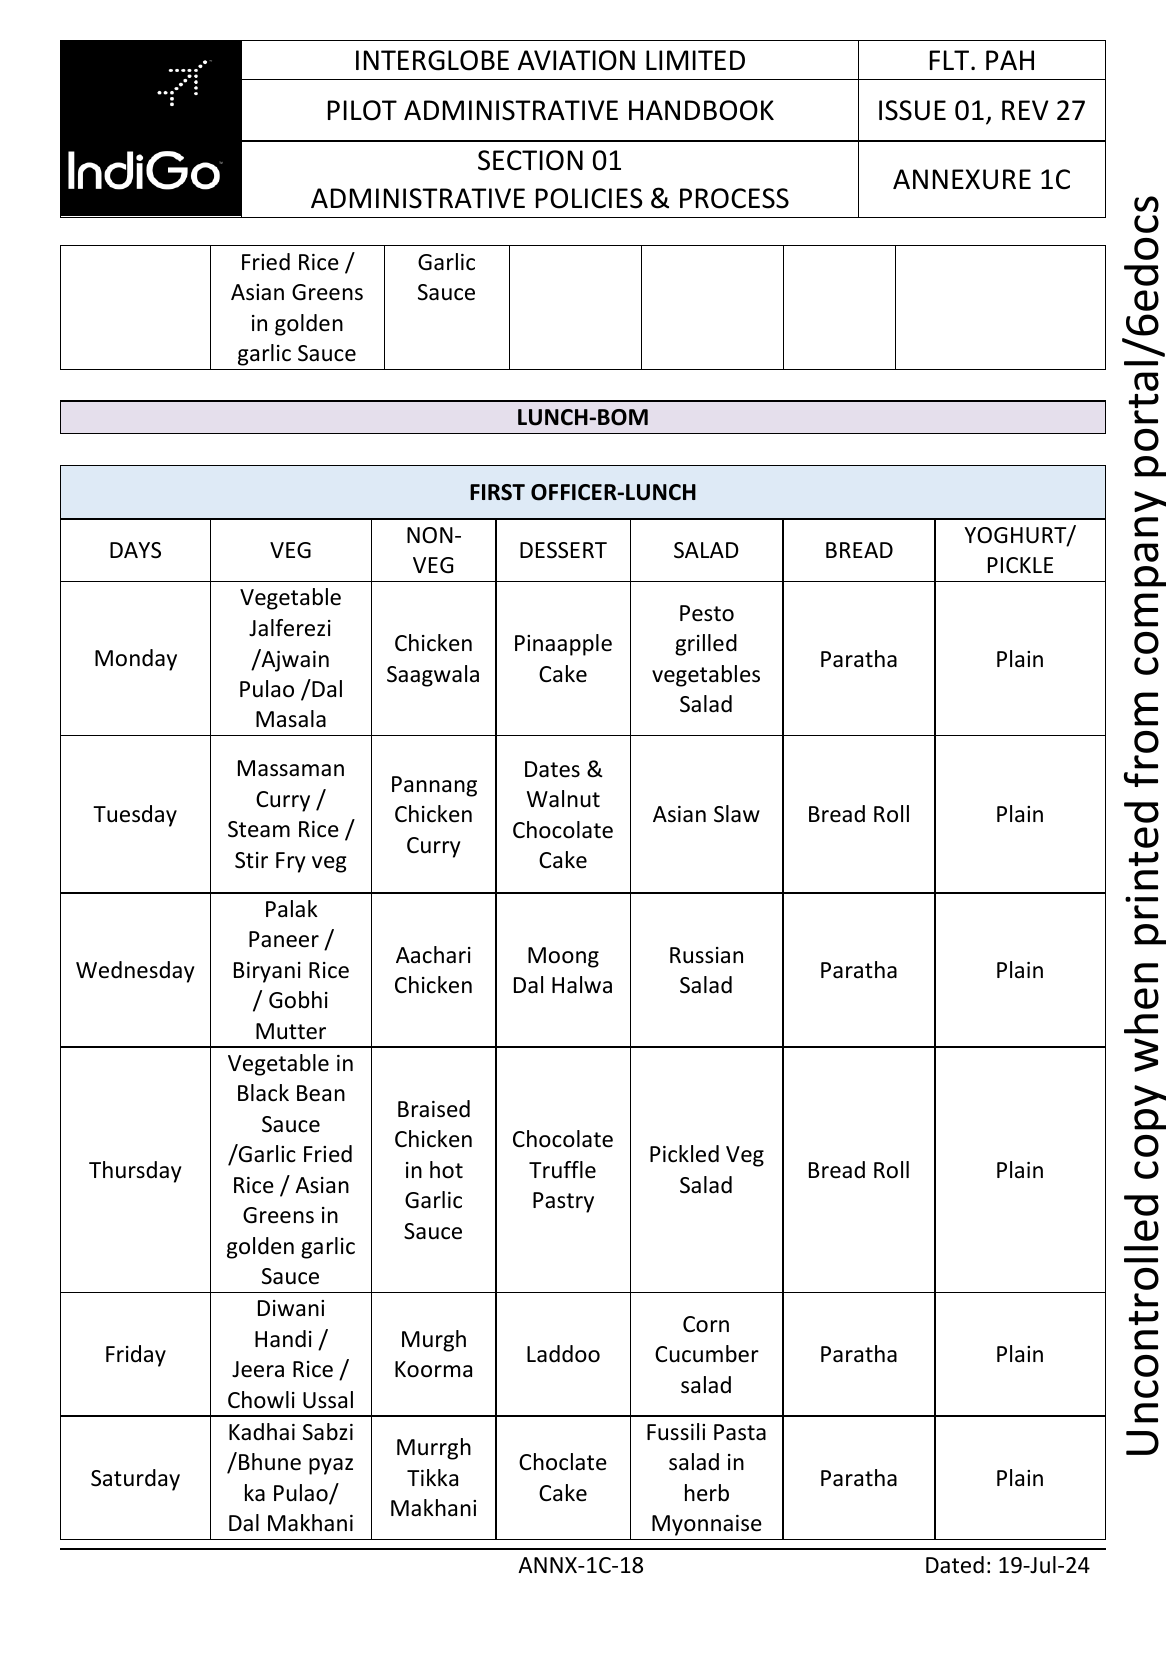 IndiGo
INTERGLOBE AVIATION LIMITED
FLT. PAH
PILOT ADMINISTRATIVE HANDBOOK
ISSUE 01, REV 27
SECTION 01
ADMINISTRATIVE POLICIES & PROCESS
ANNEXURE 1C
Fried Rice /
Asian Greens
in golden
garlic Sauce
Garlic
Sauce
LUNCH-BOM
FIRST OFFICER-LUNCH
DAYS
VEG
NON-
VEG
DESSERT
SALAD
BREAD
YOGHURT/
PICKLE
Monday
Vegetable
Jalferezi
/Ajwain
Pulao /Dal
Masala
Chicken
Saagwala
Pinaapple
Cake
Pesto
grilled
vegetables
Salad
Paratha
Plain
Tuesday
Massaman
Curry /
Steam Rice /
Stir Fry veg
Pannang
Chicken
Curry
Dates &
Walnut
Chocolate
Cake
Asian Slaw
Bread Roll
Plain
Wednesday
Palak
Paneer /
Biryani Rice
/ Gobhi
Mutter
Aachari
Chicken
Moong
Dal Halwa
Russian
Salad
Paratha
Plain
Thursday
Vegetable in
Black Bean
Sauce
/Garlic Fried
Rice / Asian
Greens in
golden garlic
Sauce
Braised
Chicken
in hot
Garlic
Sauce
Chocolate
Truffle
Pastry
Pickled Veg
Salad
Bread Roll
Plain
Friday
Diwani
Handi /
Jeera Rice /
Chowli Ussal
Murgh
Koorma
Laddoo
Corn
Cucumber
salad
Paratha
Plain
Saturday
Kadhai Sabzi
/Bhune pyaz
ka Pulao/
Dal Makhani
Murrgh
Tikka
Makhani
Choclate
Cake
Fussili Pasta
salad in
herb
Myonnaise
Paratha
Plain
ANNX-1C-18
Dated: 19-Jul-24
Uncontrolled copy when printed from company portal/6edocs